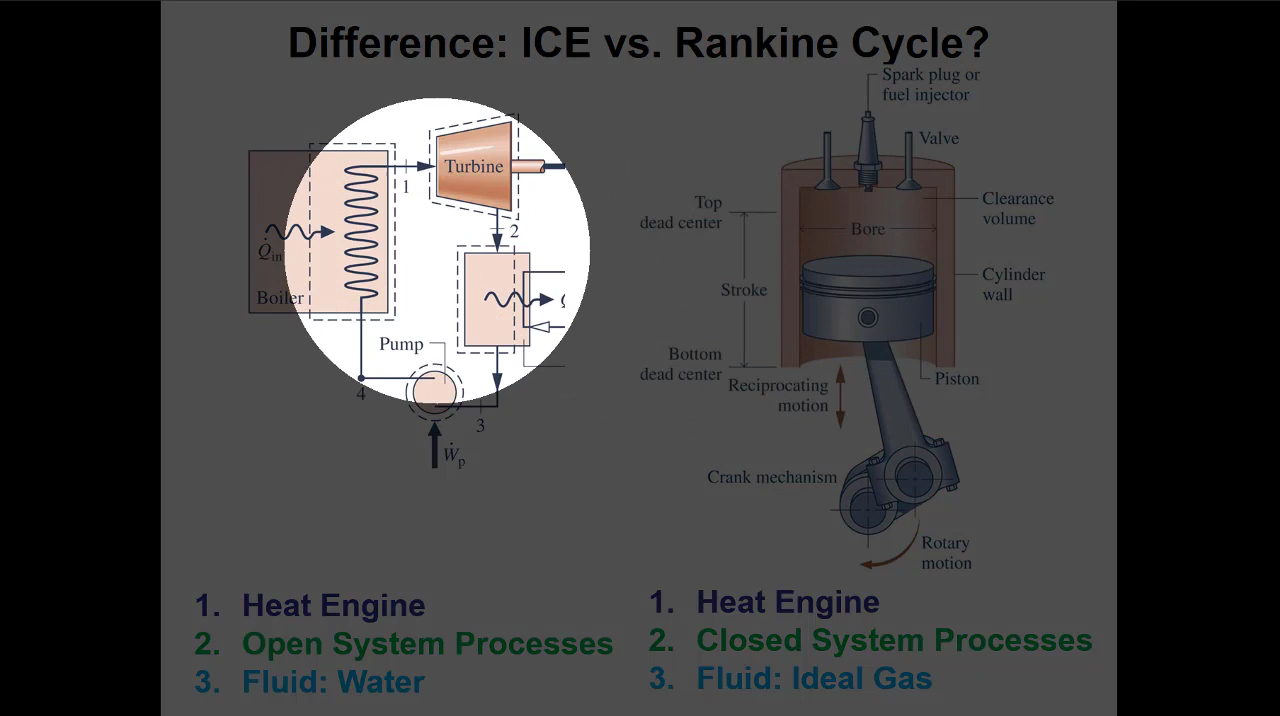 Difference: ICE vs. Rankine Cycle?
Turbine
1
2
Q̇in
Boiler
Pump
4
3
Ẇp
Spark plug or
fuel injector
Valve
Top
dead center
Clearance
volume
Bore
Stroke
Cylinder
wall
Bottom
dead center
Reciprocating
motion
Piston
Crank mechanism
Rotary
motion
1. Heat Engine
2. Open System Processes
3. Fluid: Water
1. Heat Engine
2. Closed System Processes
3. Fluid: Ideal Gas